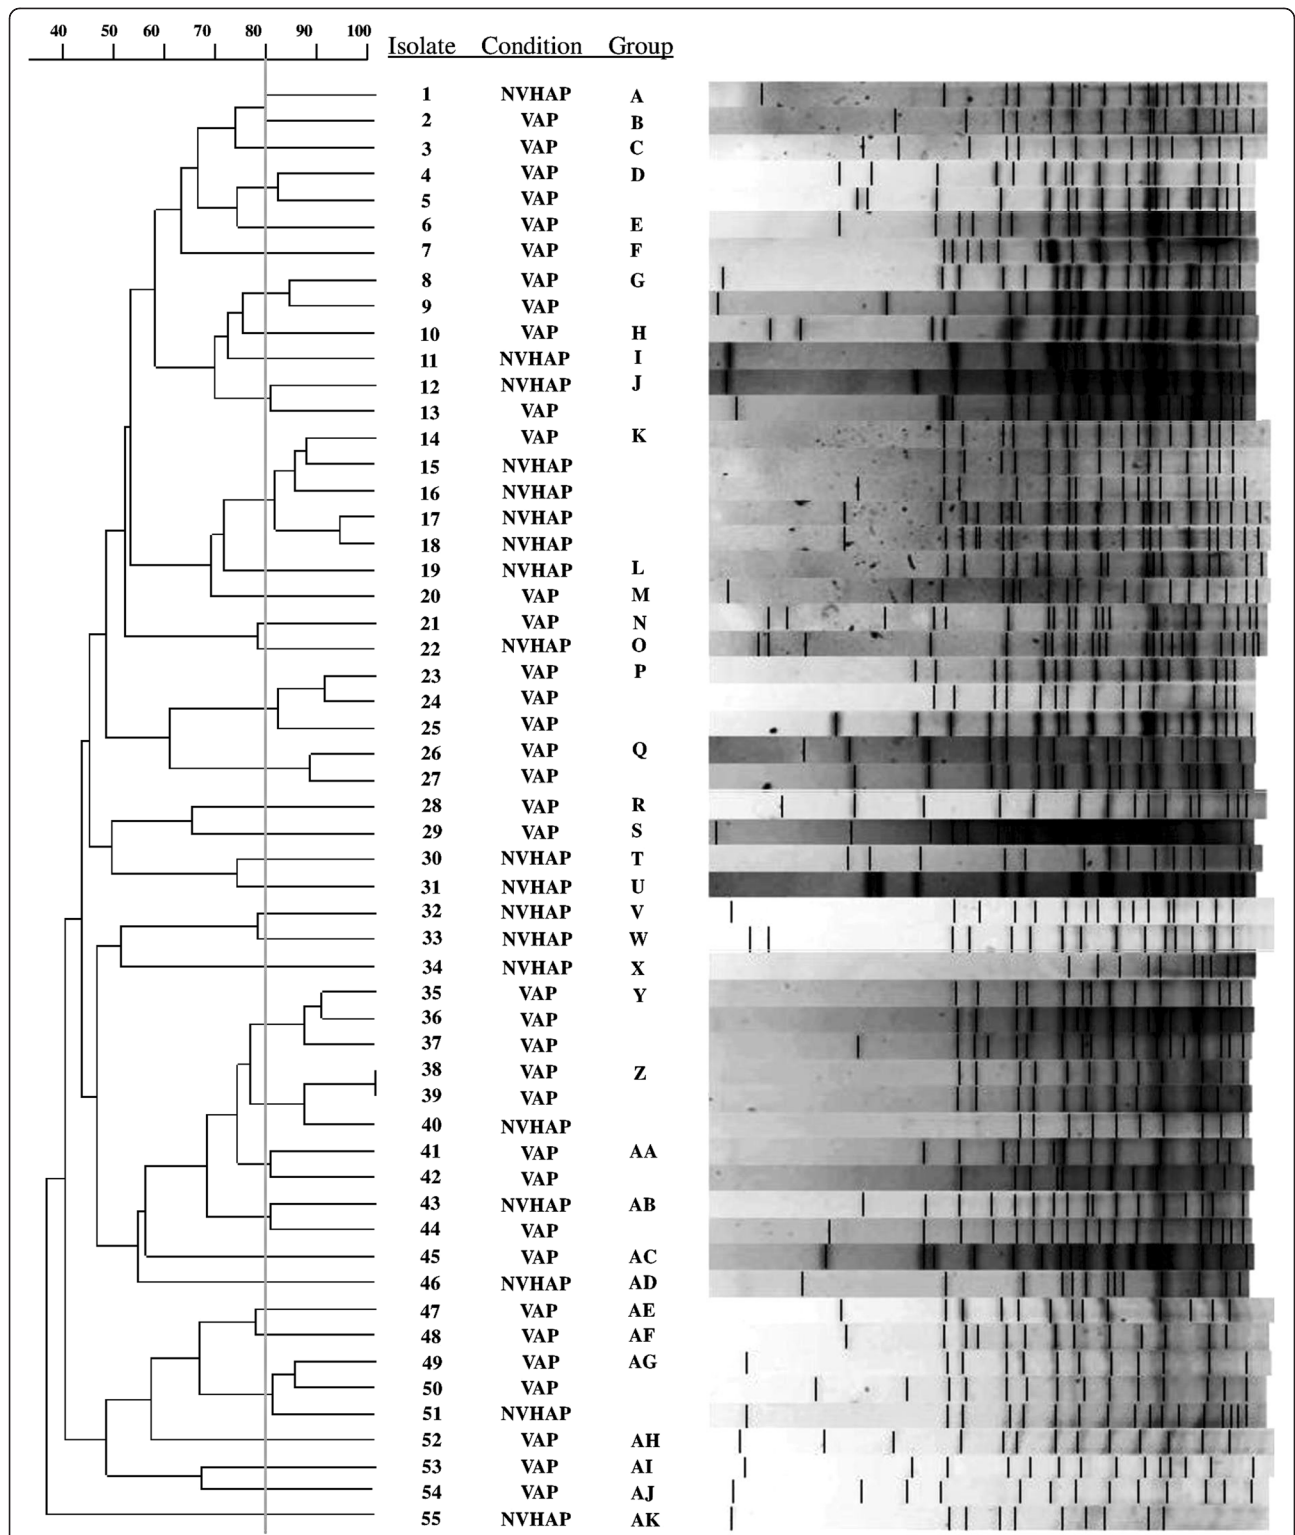 40 50 60 70 80 90 100
Isolate Condition Group
1 NVHAP A
2 VAP B
3 VAP C
4 VAP D
5 VAP
6 VAP E
7 VAP F
8 VAP G
9 VAP
10 VAP H
11 NVHAP I
12 NVHAP J
13 VAP
14 VAP K
15 NVHAP
16 NVHAP
17 NVHAP
18 NVHAP
19 NVHAP L
20 VAP M
21 VAP N
22 NVHAP O
23 VAP P
24 VAP
25 VAP
26 VAP Q
27 VAP
28 VAP R
29 VAP S
30 NVHAP T
31 NVHAP U
32 NVHAP V
33 NVHAP W
34 NVHAP X
35 VAP Y
36 VAP
37 VAP
38 VAP Z
39 VAP
40 NVHAP
41 VAP AA
42 VAP
43 NVHAP AB
44 VAP
45 VAP AC
46 NVHAP AD
47 VAP AE
48 VAP AF
49 VAP AG
50 VAP
51 NVHAP
52 VAP AH
53 VAP AI
54 VAP AJ
55 NVHAP AK